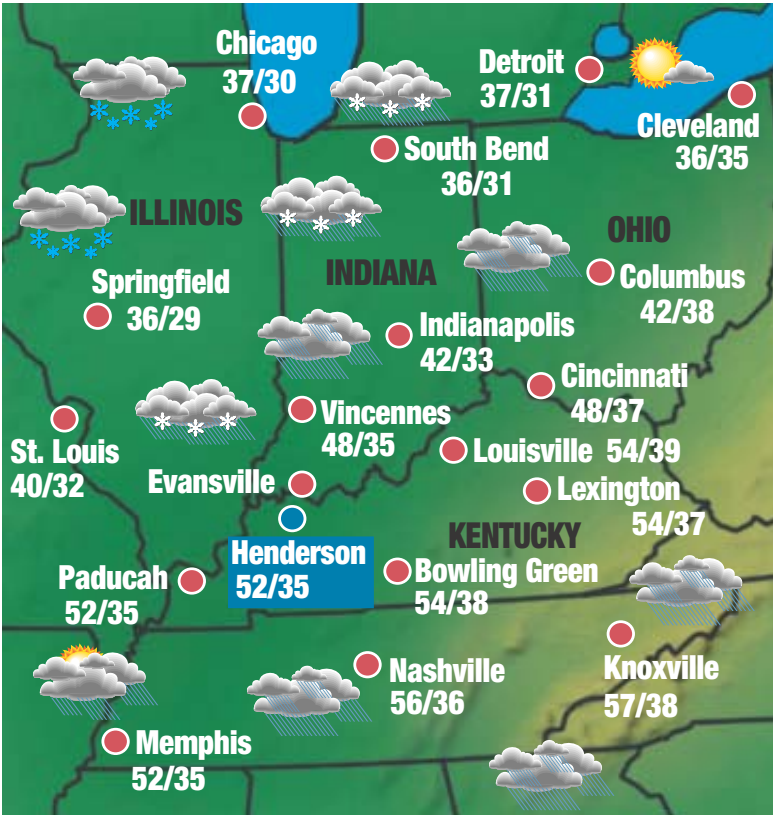 Chicago
37/30
Detroit
37/31
Cleveland
36/35
South Bend
36/31
ILLINOIS
OHIO
INDIANA
Columbus
42/38
Springfield
36/29
Indianapolis
42/33
Cincinnati
48/37
Vincennes
48/35
St. Louis
40/32
Louisville 54/39
Evansville
Lexington
54/37
KENTUCKY
Henderson
52/35
Paducah
52/35
Bowling Green
54/38
Nashville
56/36
Knoxville
57/38
Memphis
52/35